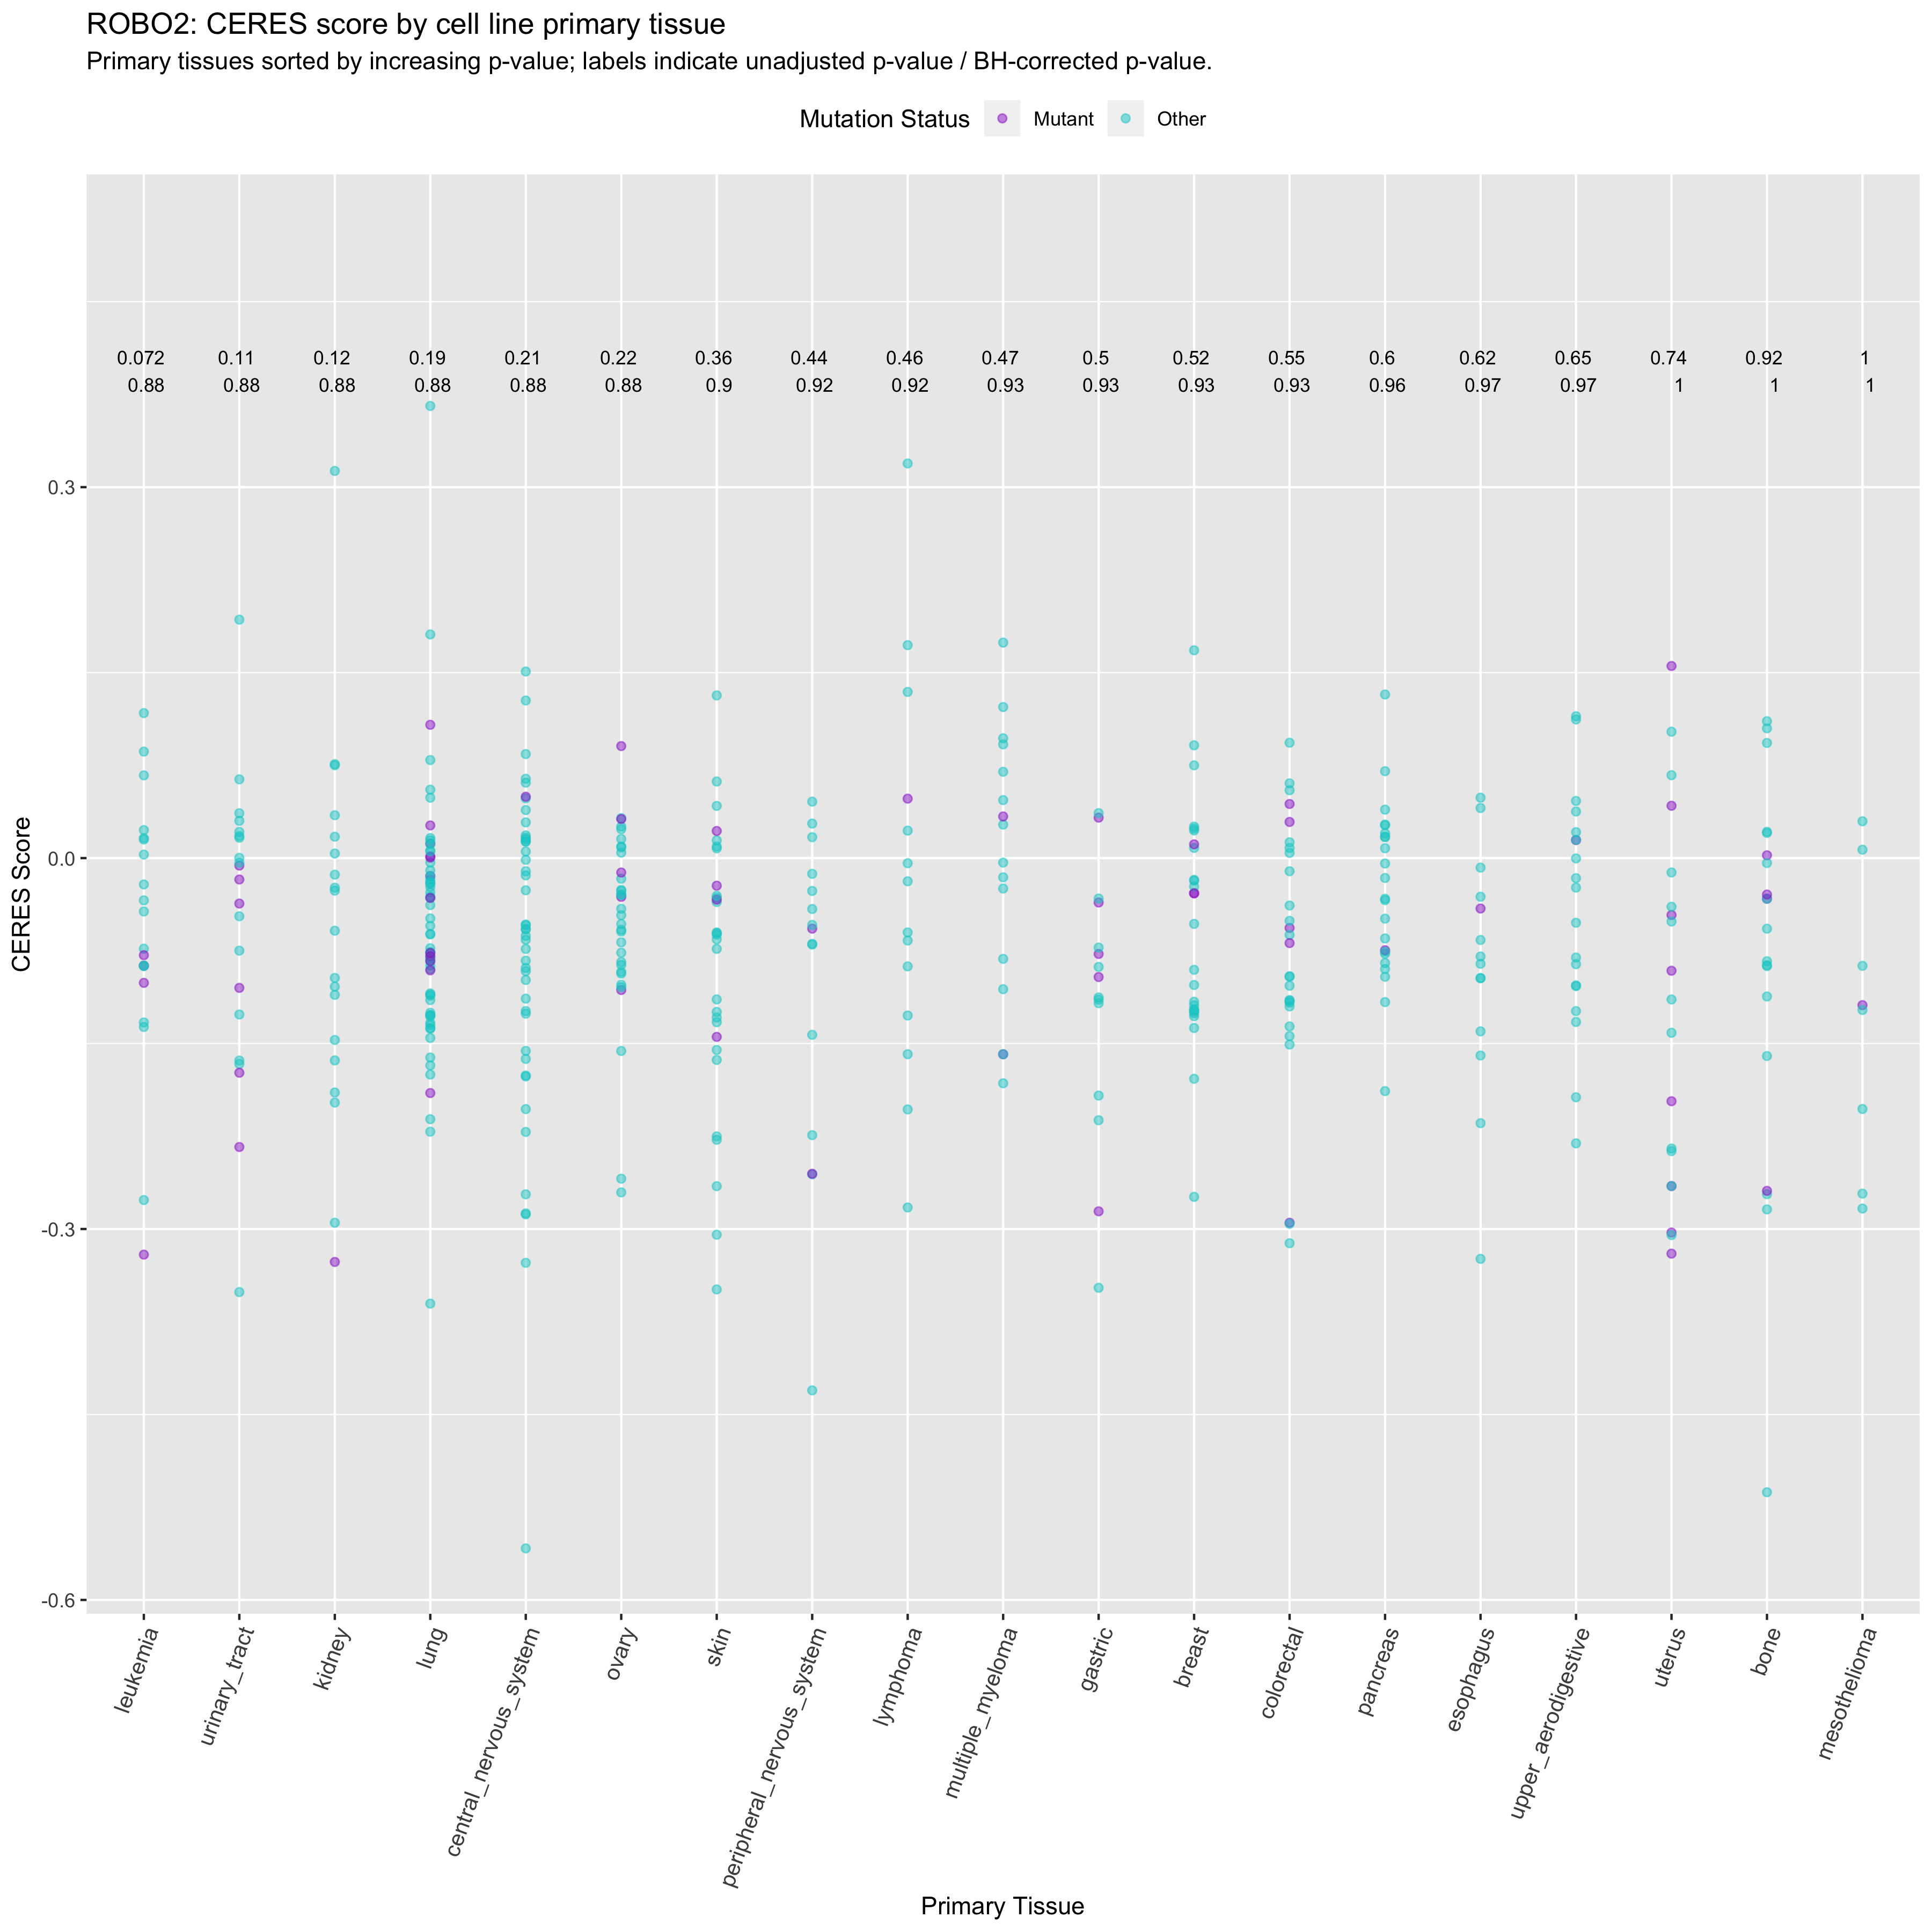 ROBO2: CERES score by cell line primary tissue
Primary tissues sorted by increasing p-value; labels indicate unadjusted p-value / BH-corrected p-value.
Mutation Status Mutant Other
0.072 0.11 0.12 0.19 0.21 0.22 0.36 0.44 0.46 0.47 0.5 0.52 0.55 0.6 0.62 0.65 0.74 0.92 1
0.88 0.88 0.88 0.88 0.88 0.88 0.9 0.92 0.92 0.93 0.93 0.93 0.93 0.96 0.97 0.97 1 1 1
0.3
0.0
-0.3
-0.6
CERES Score
leukemia
urinary_tract
kidney
lung
central_nervous_system
ovary
skin
peripheral_nervous_system
lymphoma
multiple_myeloma
gastric
breast
colorectal
pancreas
esophagus
upper_aerodigestive
uterus
bone
mesothelioma
Primary Tissue